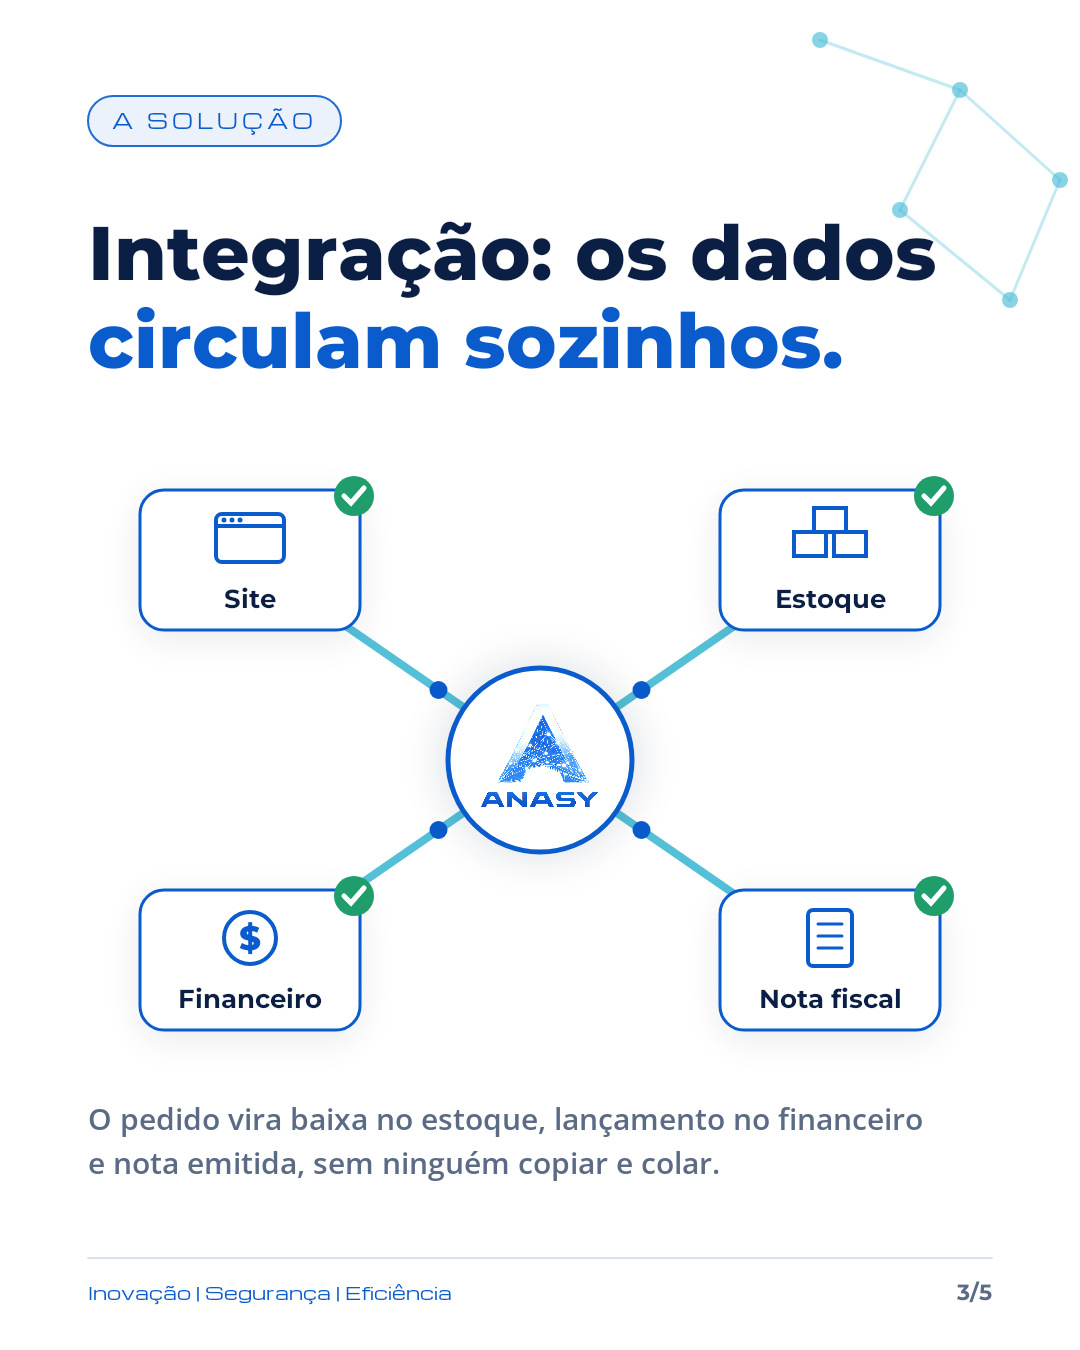 A SOLUÇÃO
Integração: os dados
circulam sozinhos.
Site
Estoque
ANASY
$
Financeiro
Nota fiscal
O pedido vira baixa no estoque, lançamento no financeiro
e nota emitida, sem ninguém copiar e colar.
Inovação | Segurança | Eficiência
3/5